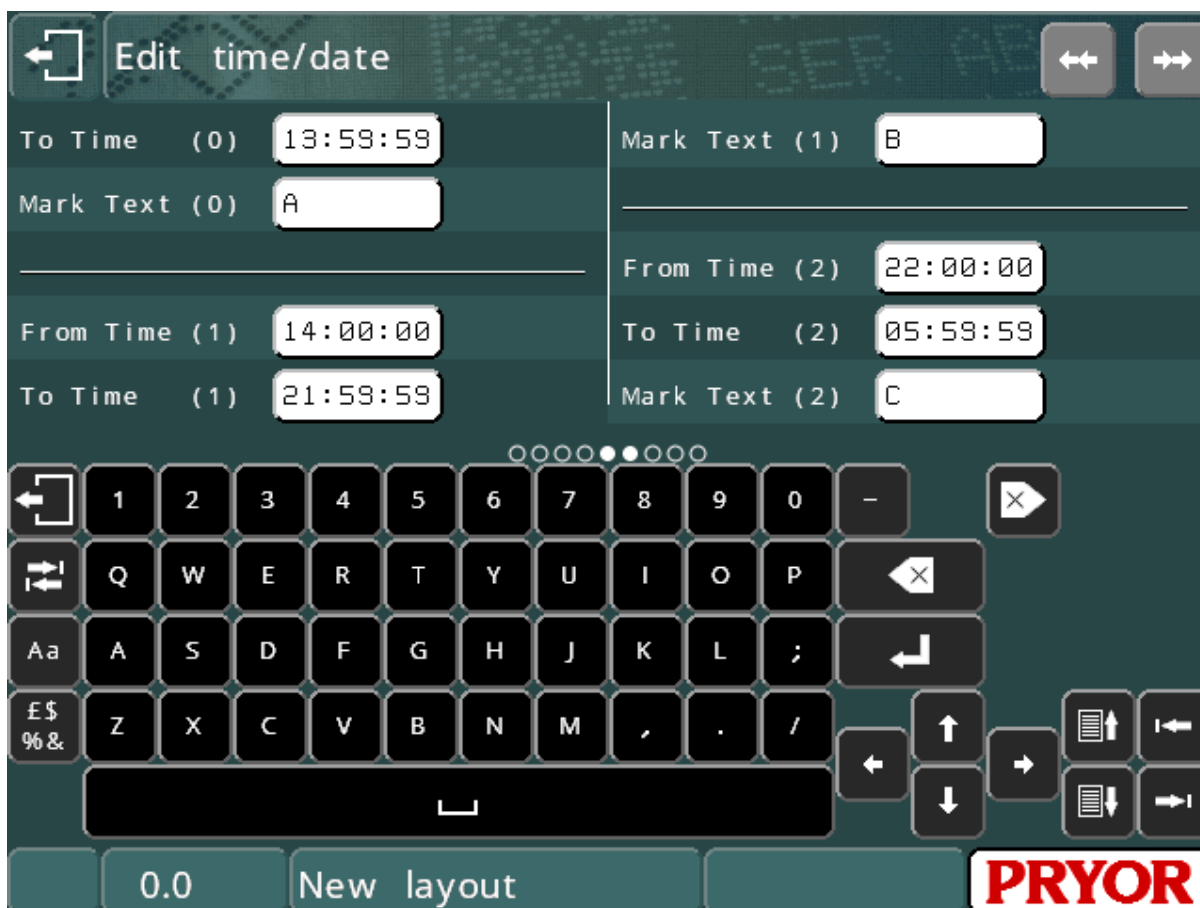 Edit time/date
To Time (0) 13:59:59
Mark Text (0) A
From Time (1) 14:00:00
To Time (1) 21:59:59
Mark Text (1) B
From Time (2) 22:00:00
To Time (2) 05:59:59
Mark Text (2) C
1 2 3 4 5 6 7 8 9 0 -
Q W E R T Y U I O P
Aa A S D F G H J K L ;
£$ %& Z X C V B N M , . /
0.0 New layout PRYOR